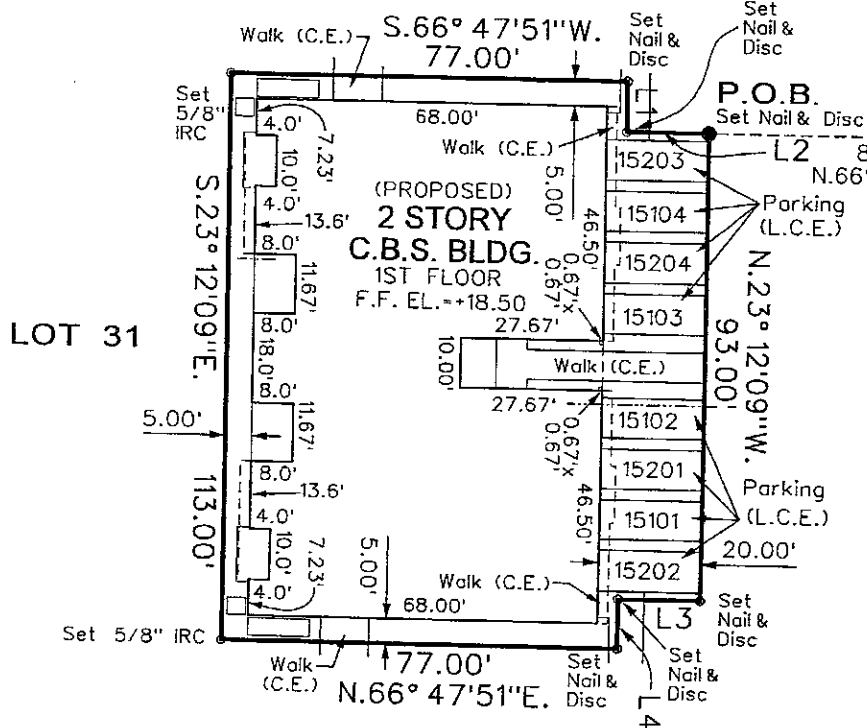 Walk (C.E.)
S.66° 47'51"W.
77.00'
Set
Nail &
Disc
Set
Nail &
Disc
P.O.B.
Set Nail & Disc
Set
5/8"
IRC
4.0'
7.23'
68.00'
Walk (C.E.)
L2
8
N.66°
10.0'
4.0'
13.6'
8.0'
11.67'
8.0'
18.0'
8.0'
11.67'
8.0'
13.6'
4.0'
10.0'
7.23'
4.0'
(PROPOSED)
2 STORY
C.B.S. BLDG.
1ST FLOOR
F.F. EL.=+18.50
5.00'
46.50'
0.67'x
0.67'
27.67'
10.00'
Walk (C.E.)
27.67'
0.67'x
0.67'
46.50'
15203
15104
15204
15103
Parking
(L.C.E.)
15102
15201
15101
15202
Parking
(L.C.E.)
N.23° 12'09"W.
93.00
20.00'
S.23° 12'09"E.
113.00'
LOT 31
5.00'
5.00'
68.00'
Walk (C.E.)
Set 5/8" IRC
Walk
(C.E.)
77.00'
N.66° 47'51"E.
Set
Nail &
Disc
Set
Nail &
Disc
L3
Set
Nail &
Disc
L4